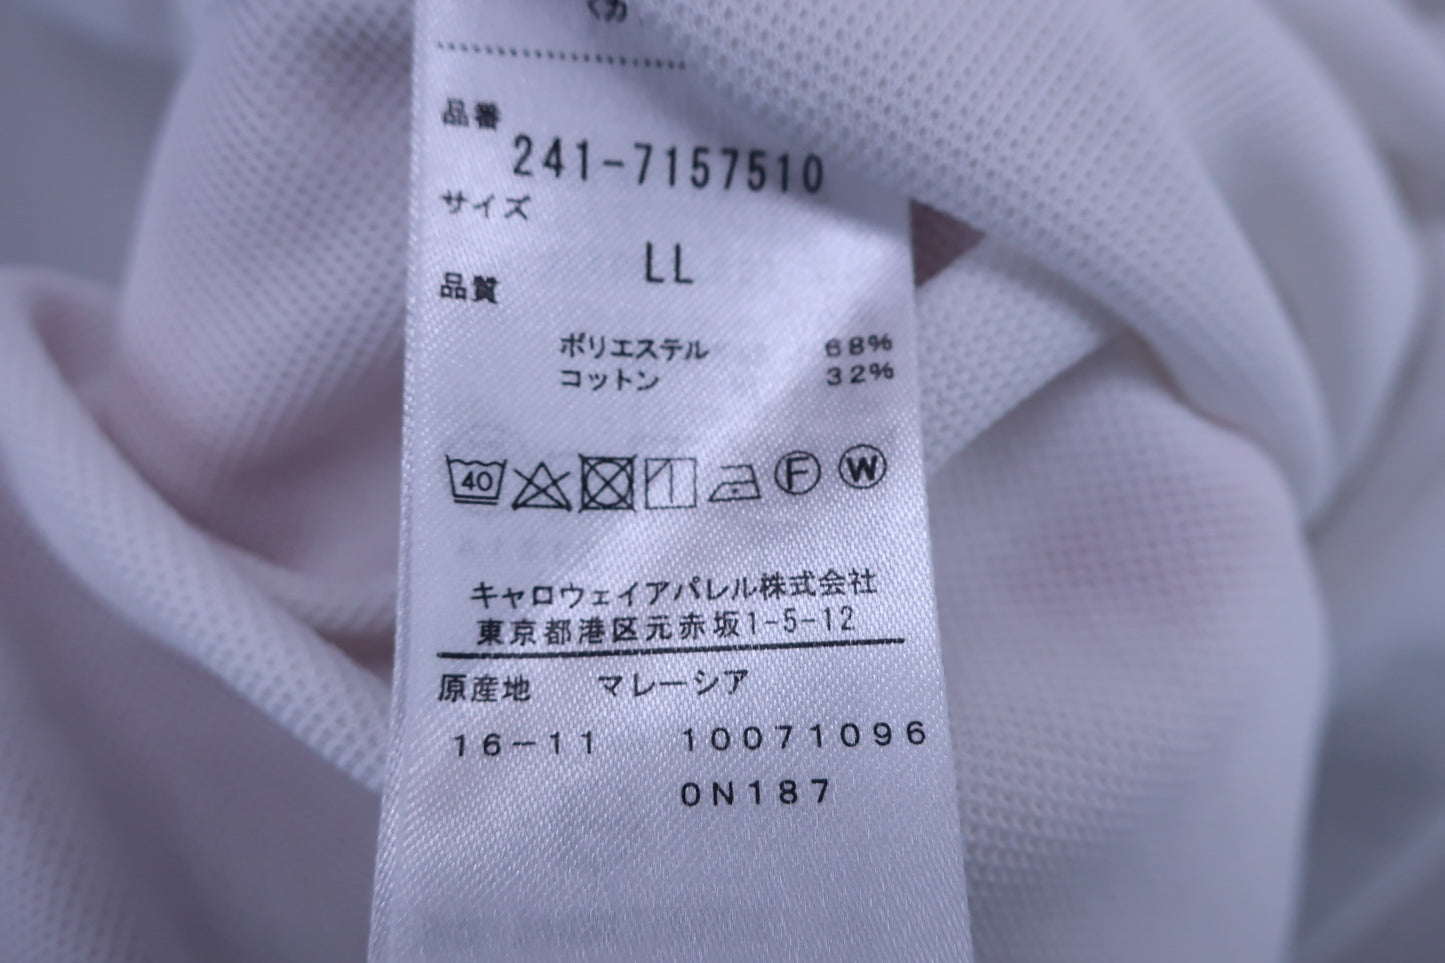 品番
241-7157510
サイズ
LL
品質
ポリエステル 68%
コットン 32%
40 F W
キャロウェイアパレル株式会社
東京都港区元赤坂1-5-12
原産地 マレーシア
16-11 10071096
0N187